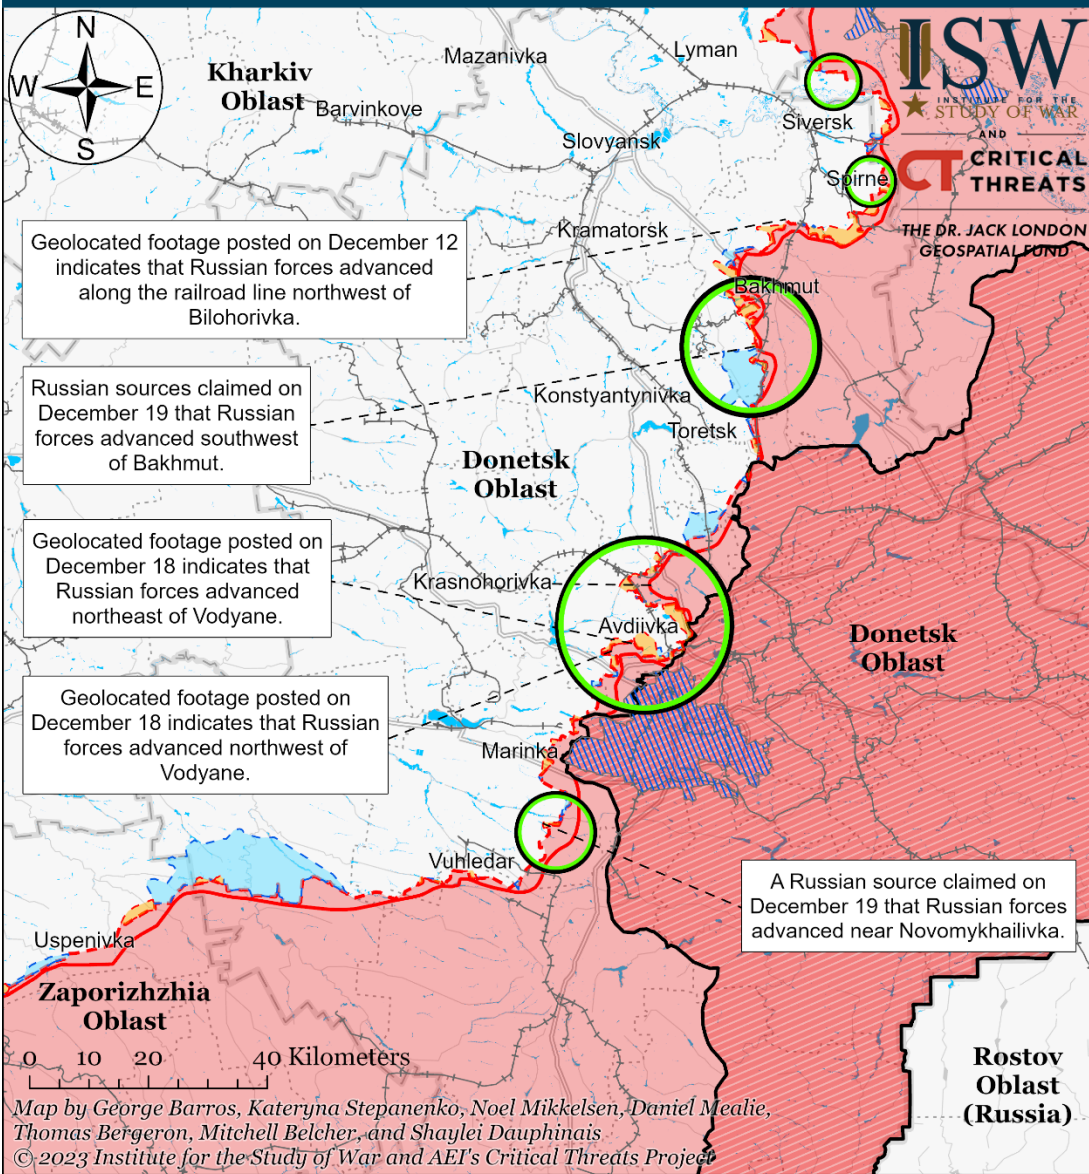 N
W
E
S
Kharkiv
Oblast
Mazanivka
Lyman
Barvinkove
Slovyansk
Siversk
Spirne
Kramatorsk
ISW
INSTITUTE FOR THE
STUDY OF WAR
AND
CT CRITICAL
THREATS
THE DR. JACK LONDON
GEOSPATIAL FUND
Geolocated footage posted on December 12
indicates that Russian forces advanced
along the railroad line northwest of
Bilohorivka.
Bakhmut
Russian sources claimed on
December 19 that Russian
forces advanced southwest
of Bakhmut.
Konstyantynivka
Toretsk
Donetsk
Oblast
Geolocated footage posted on
December 18 indicates that
Russian forces advanced
northeast of Vodyane.
Krasnohorivka
Avdiivka
Donetsk
Oblast
Geolocated footage posted on
December 18 indicates that Russian
forces advanced northwest of
Vodyane.
Marinka
Vuhledar
A Russian source claimed on
December 19 that Russian forces
advanced near Novomykhailivka.
Uspenivka
Zaporizhzhia
Oblast
0 10 20 40 Kilometers
Rostov
Oblast
(Russia)
Map by George Barros, Kateryna Stepanenko, Noel Mikkelsen, Daniel Mealie,
Thomas Bergeron, Mitchell Belcher, and Shaylei Dauphinais
© 2023 Institute for the Study of War and AEI's Critical Threats Project